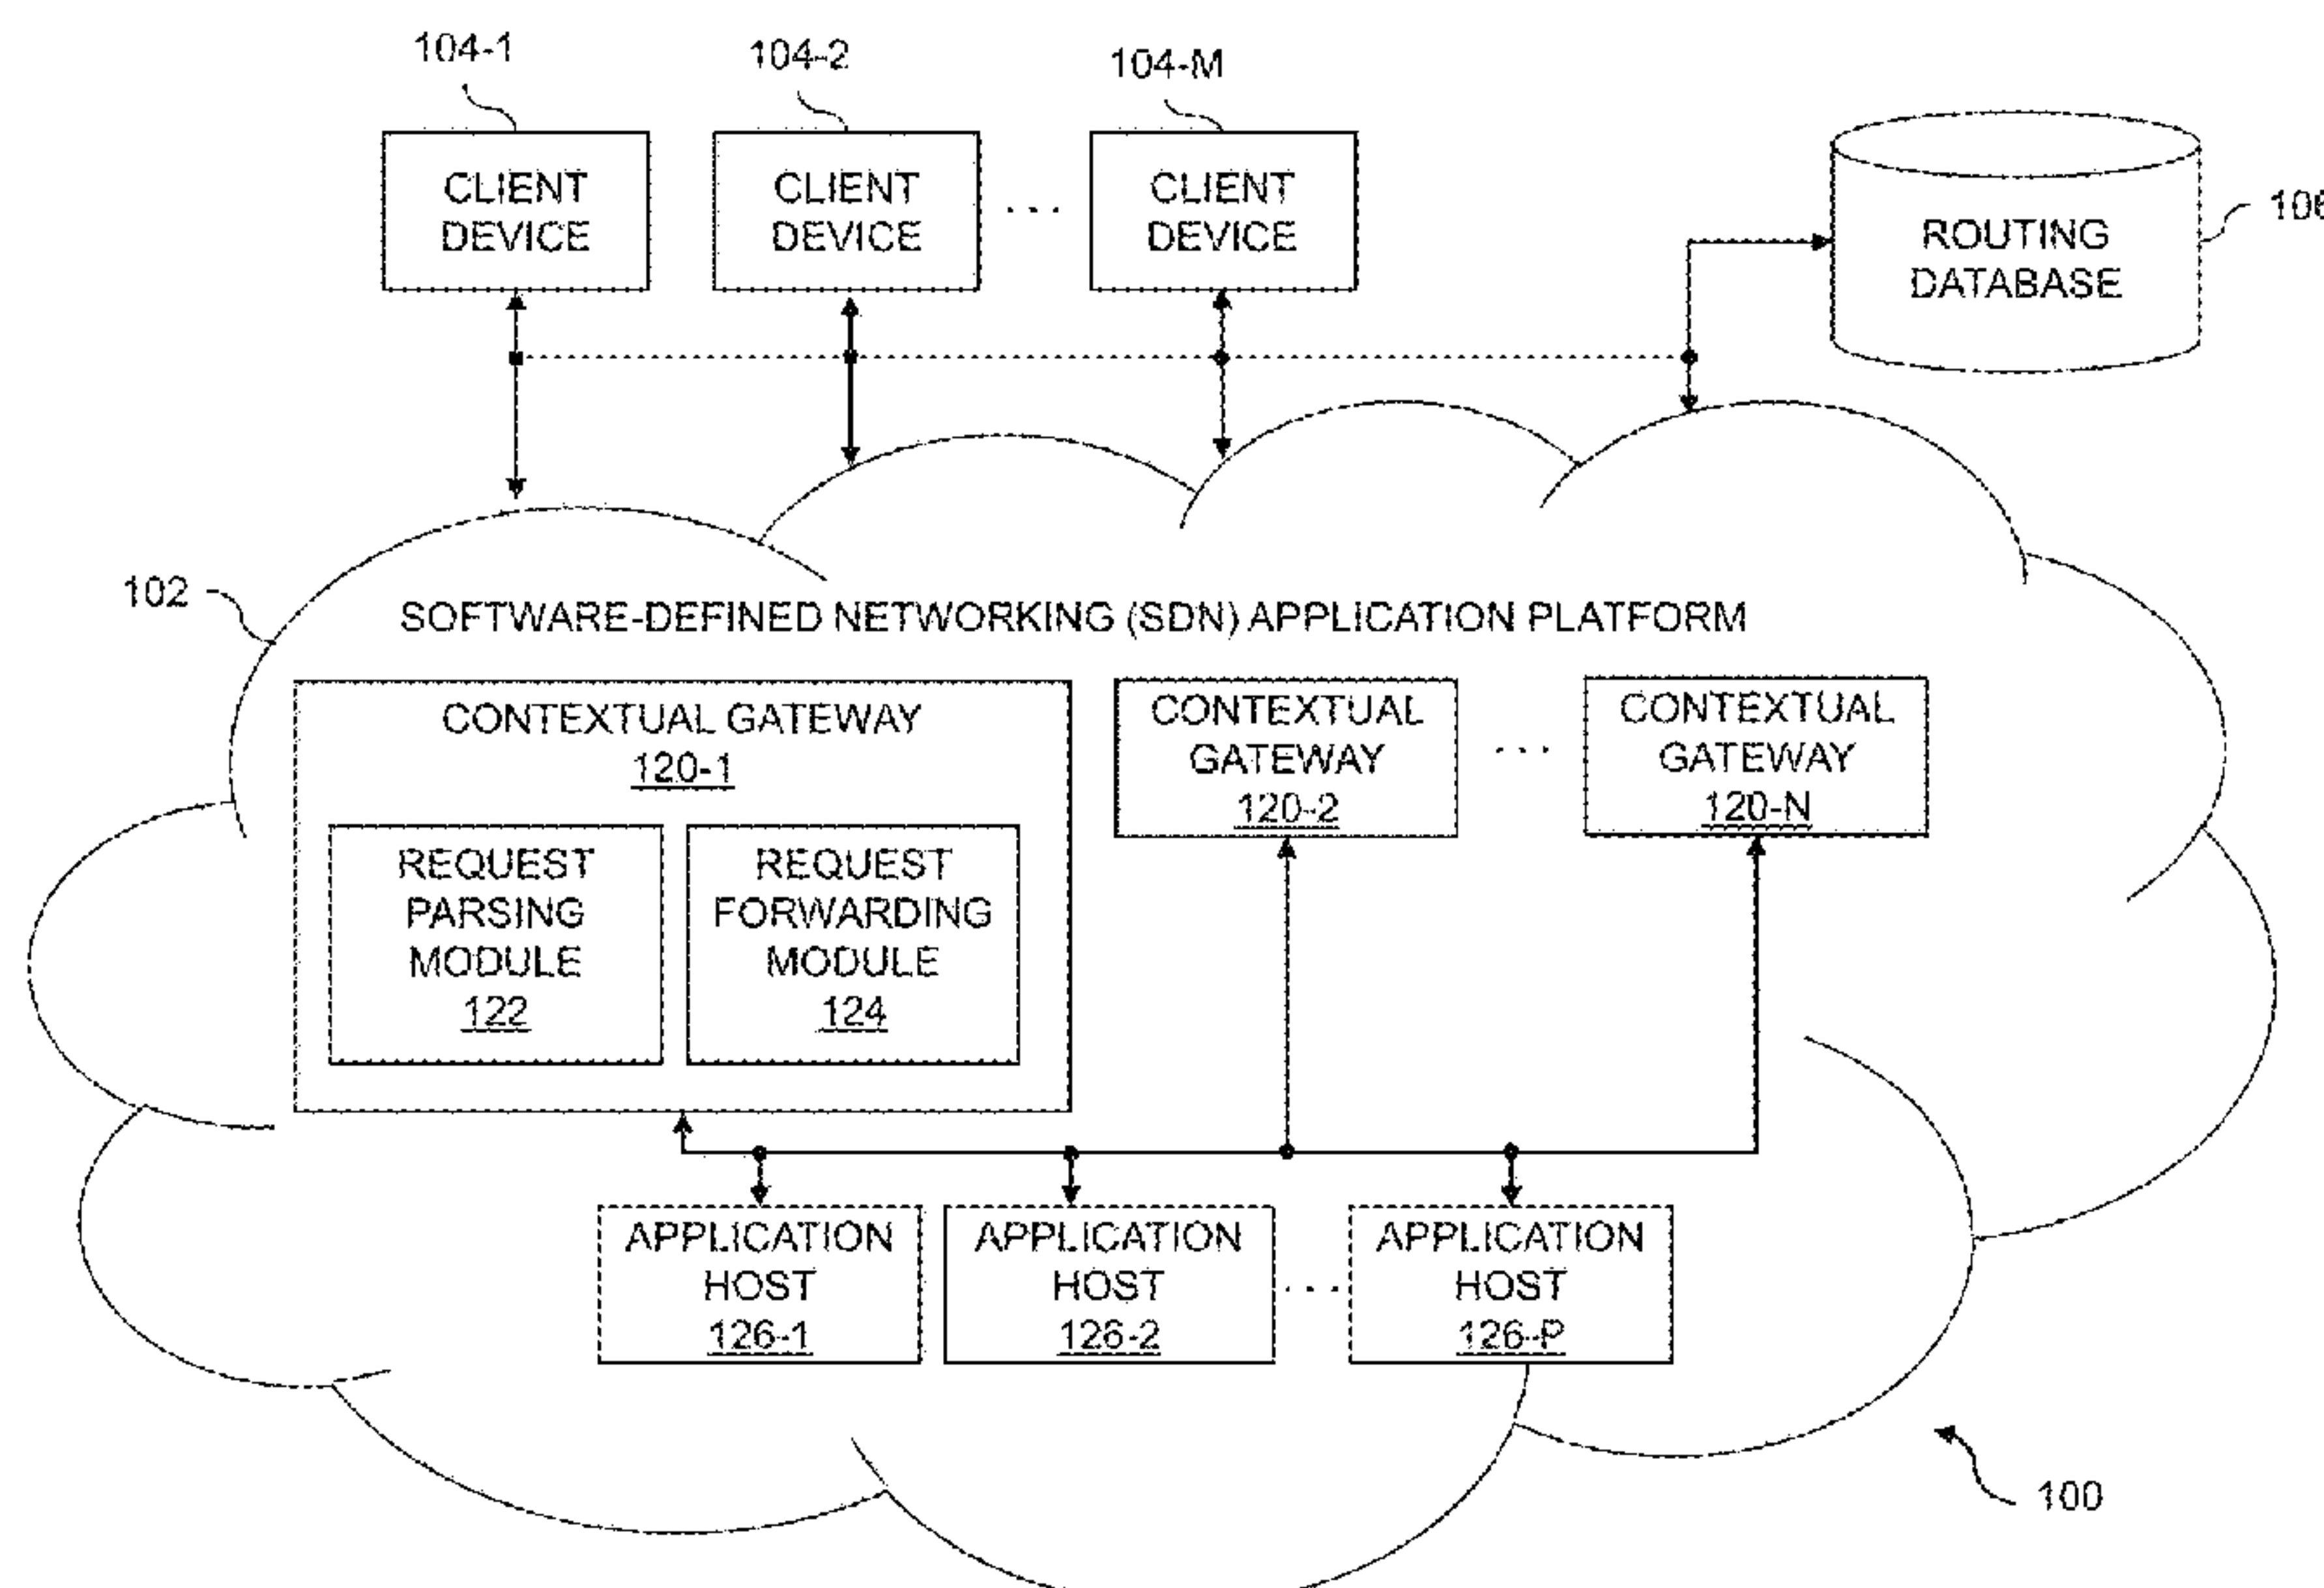 104-1
104-2
104-M
CLIENT
DEVICE
CLIENT
DEVICE
...
CLIENT
DEVICE
ROUTING
DATABASE
106
102
SOFTWARE-DEFINED NETWORKING (SDN) APPLICATION PLATFORM
CONTEXTUAL GATEWAY
120-1
REQUEST
PARSING
MODULE
122
REQUEST
FORWARDING
MODULE
124
CONTEXTUAL
GATEWAY
120-2
...
CONTEXTUAL
GATEWAY
120-N
APPLICATION
HOST
126-1
APPLICATION
HOST
126-2
...
APPLICATION
HOST
126-P
100